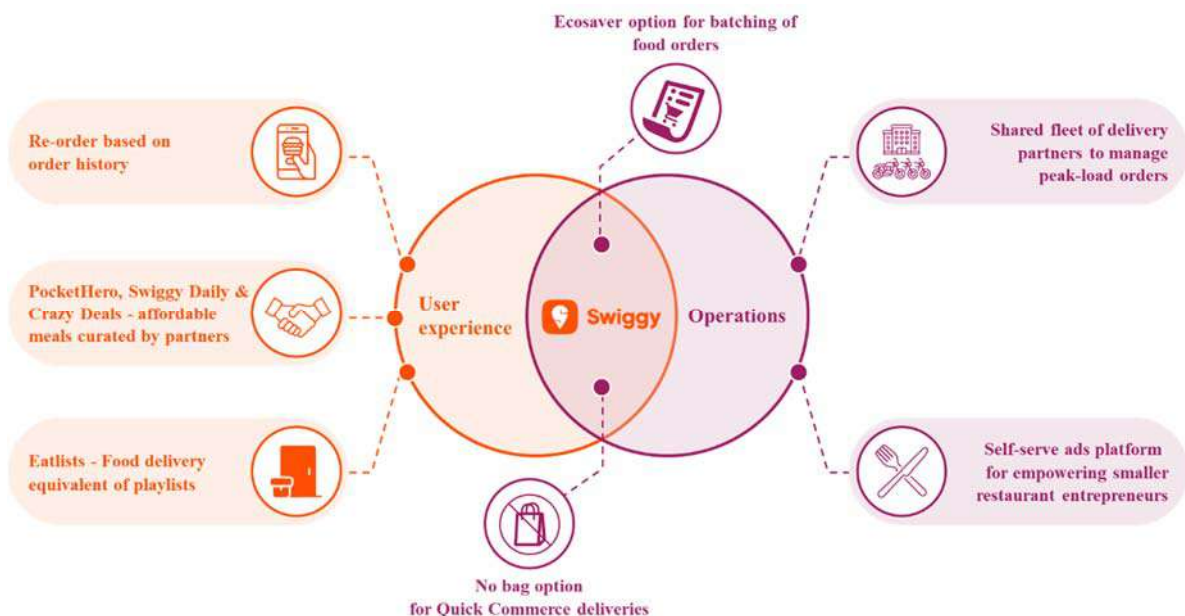 Ecosaver option for batching of
food orders
Re-order based on
order history
Shared fleet of delivery
partners to manage
peak-load orders
PocketHero, Swiggy Daily &
Crazy Deals - affordable
meals curated by partners
User
experience
Swiggy
Operations
Eatlists - Food delivery
equivalent of playlists
Self-serve ads platform
for empowering smaller
restaurant entrepreneurs
No bag option
for Quick Commerce deliveries